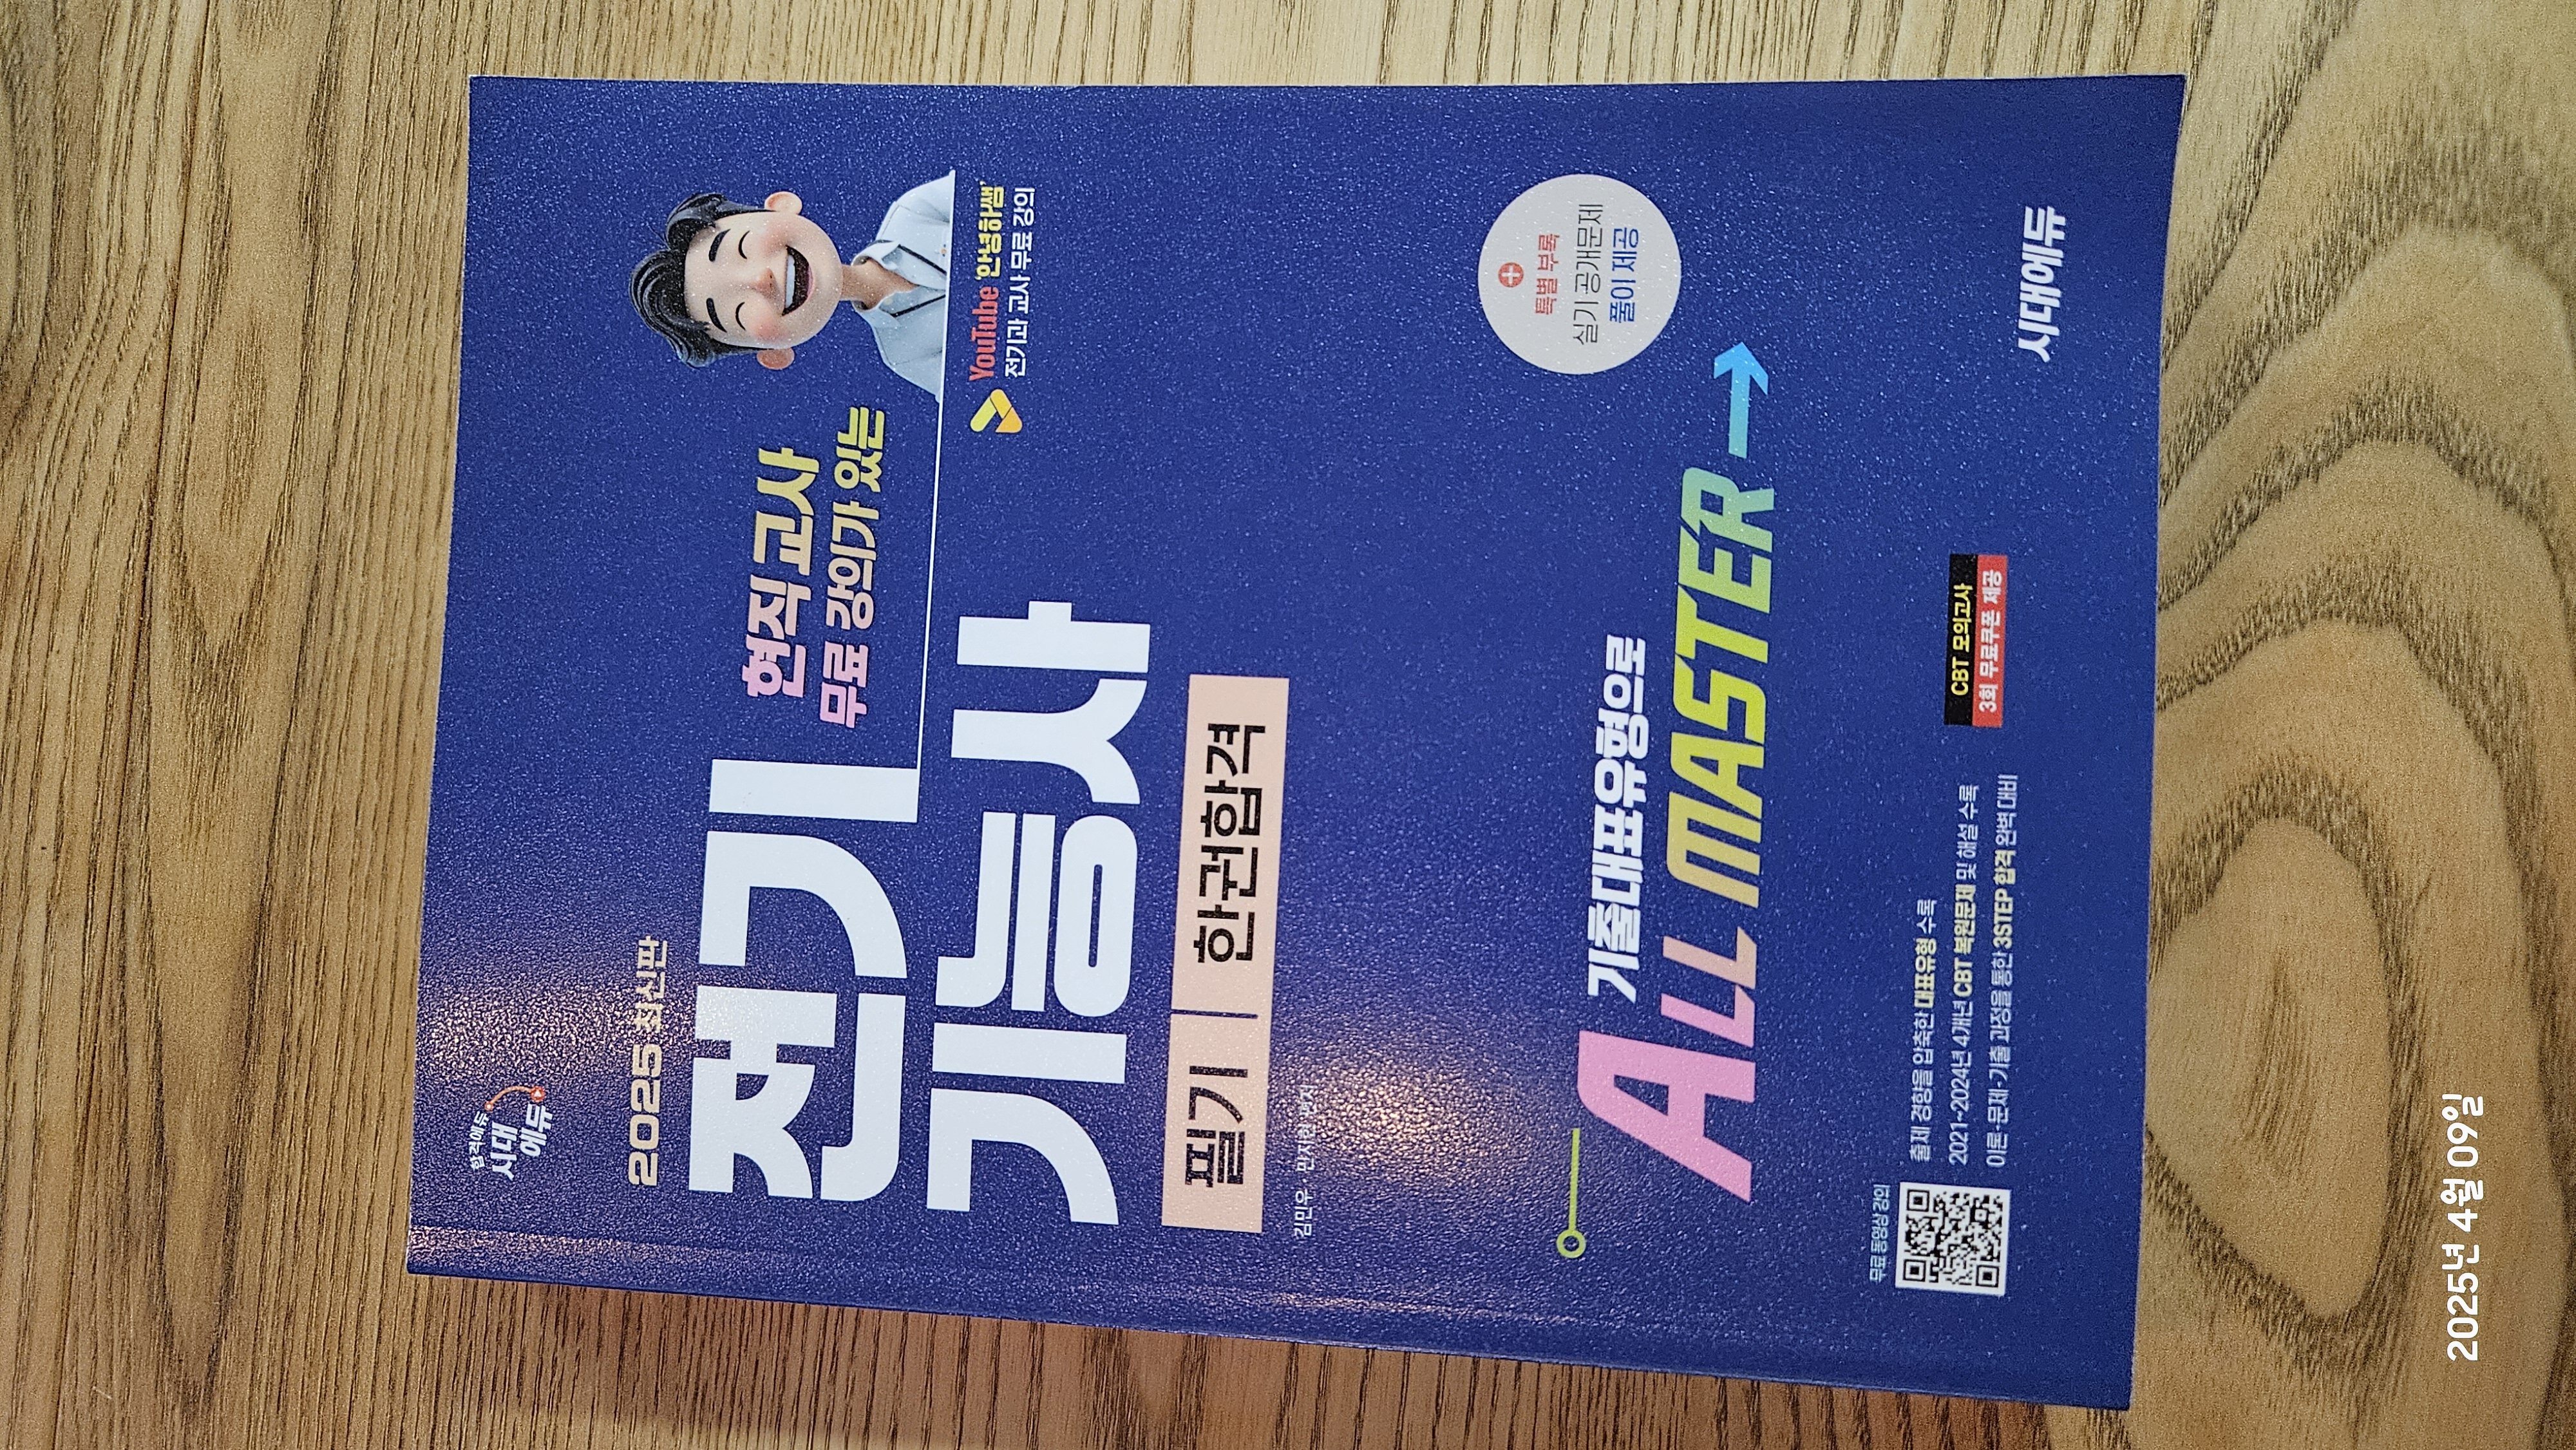 합격에듀
시대
에듀
2025 최신판
현직 교사
무료 강의가 있는
전기
기능사
YouTube '안녕하쌤'
전기과 교사 무료 강의
필기 | 한권합격
김민우 · 민지현 편저
기출대표유형으로
ALL MASTER
+
특별 부록
실기 공개문제
풀이 제공
무료 동영상 강의
출제 경향을 압축한 대표유형 수록
2021~2024년 4개년 CBT 복원문제 및 해설 수록
이론·문제·기출 과정을 통한 3STEP 합격 완벽 대비
CBT 모의고사
3회 무료쿠폰 제공
시대에듀
2025년 4월 09일